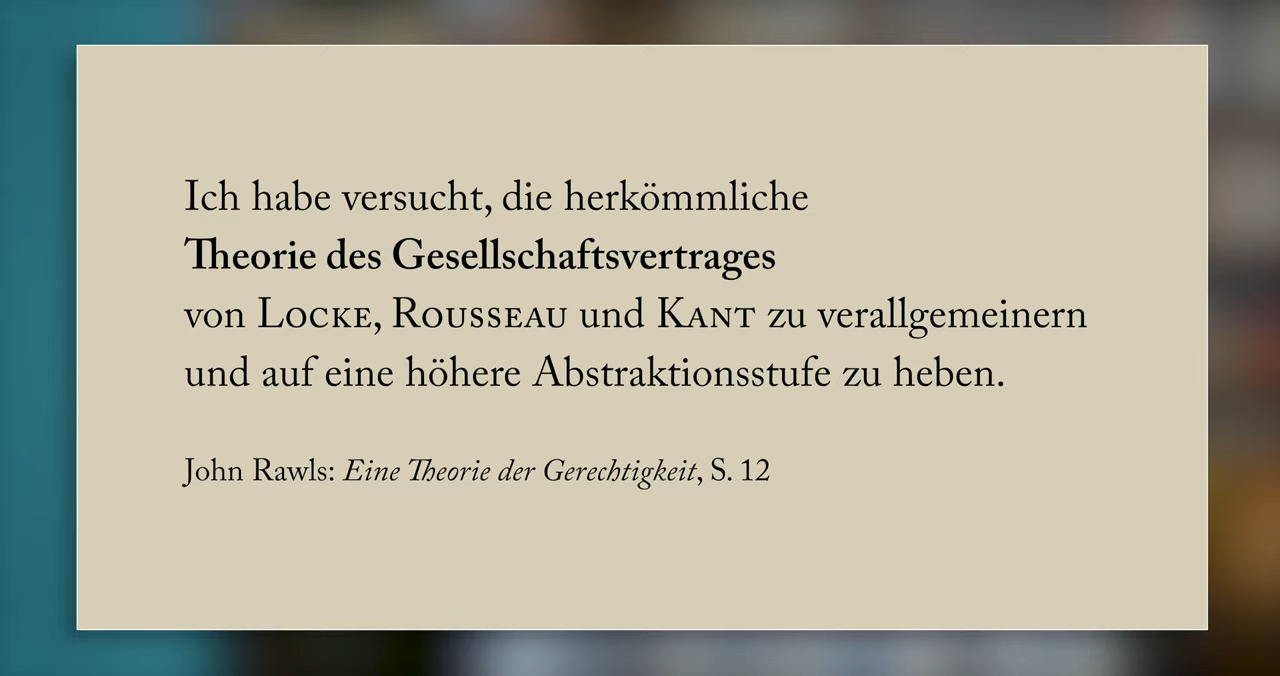 Ich habe versucht, die herkömmliche
Theorie des Gesellschaftsvertrages
von Locke, Rousseau und Kant zu verallgemeinern
und auf eine höhere Abstraktionsstufe zu heben.
John Rawls: Eine Theorie der Gerechtigkeit, S. 12